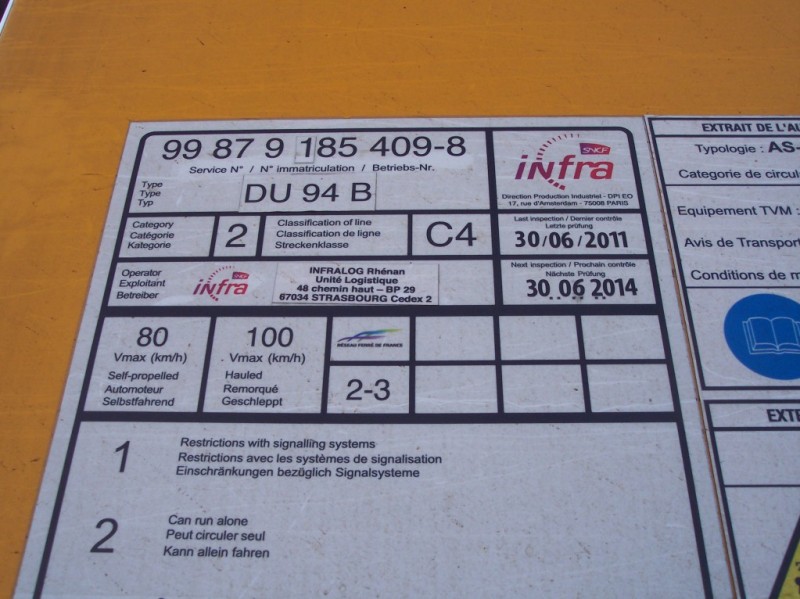 99 87 9 185 409-8
Service N° / N° immatriculation / Betriebs-Nr.
Type
Type
Typ
DU 94 B
SNCF
infra
Direction Production Industriel - DPI EO
17, rue d'Amsterdam - 75008 PARIS
Category
Catégorie
Kategorie
2
Classification of line
Classification de ligne
Streckenklasse
C4
Last inspection / Dernier contrôle
Letzte prüfung
30/06/2011
Operator
Exploitant
Betreiber
SNCF
infra
INFRALOG Rhénan
Unité Logistique
48 chemin haut – BP 29
67034 STRASBOURG Cedex 2
Next inspection / Prochain contrôle
Nächste Prüfung
30 06 2014
80
Vmax (km/h)
Self-propelled
Automoteur
Selbstfahrend
100
Vmax (km/h)
Hauled
Remorqué
Geschleppt
RÉSEAU FERRÉ DE FRANCE
2-3
1
Restrictions with signalling systems
Restrictions avec les systèmes de signalisation
Einschränkungen bezüglich Signalsysteme
2
Can run alone
Peut circuler seul
Kann allein fahren
EXTRAIT DE L'AU
Typologie : AS-
Categorie de circul
Equipement TVM :
Avis de Transport
Conditions de m
EXTE